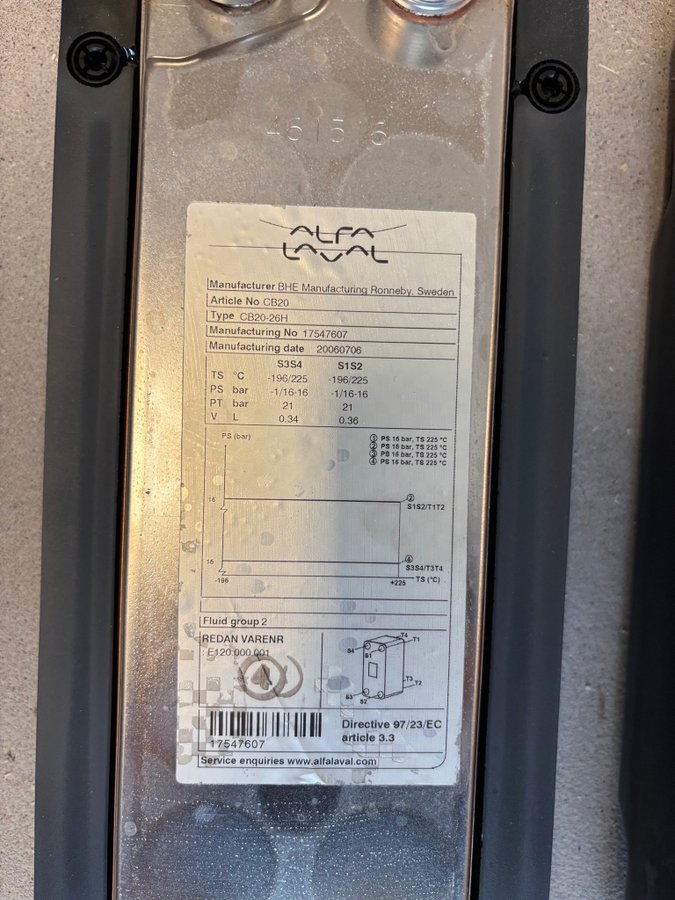 46156
ALFA
LAVAL
Manufacturer BHE Manufacturing Ronneby, Sweden
Article No CB20
Type CB20-26H
Manufacturing No 17547607
Manufacturing date 20060706
S3S4 S1S2
TS °C -196/225 -196/225
PS bar -1/16-16 -1/16-16
PT bar 21 21
V L 0.34 0.36
PS (bar)
① PS 16 bar, TS 225 °C
② PS 16 bar, TS 225 °C
③ PS 16 bar, TS 225 °C
④ PS 16 bar, TS 225 °C
16
②
S1S2/T1T2
16
④
S3S4/T3T4
-196 +225 TS (°C)
Fluid group 2
REDAN VARENR
: E120.000.001
T4
T1
S4
S1
T3
T2
S3
S2
17547607
Directive 97/23/EC
article 3.3
Service enquiries www.alfalaval.com